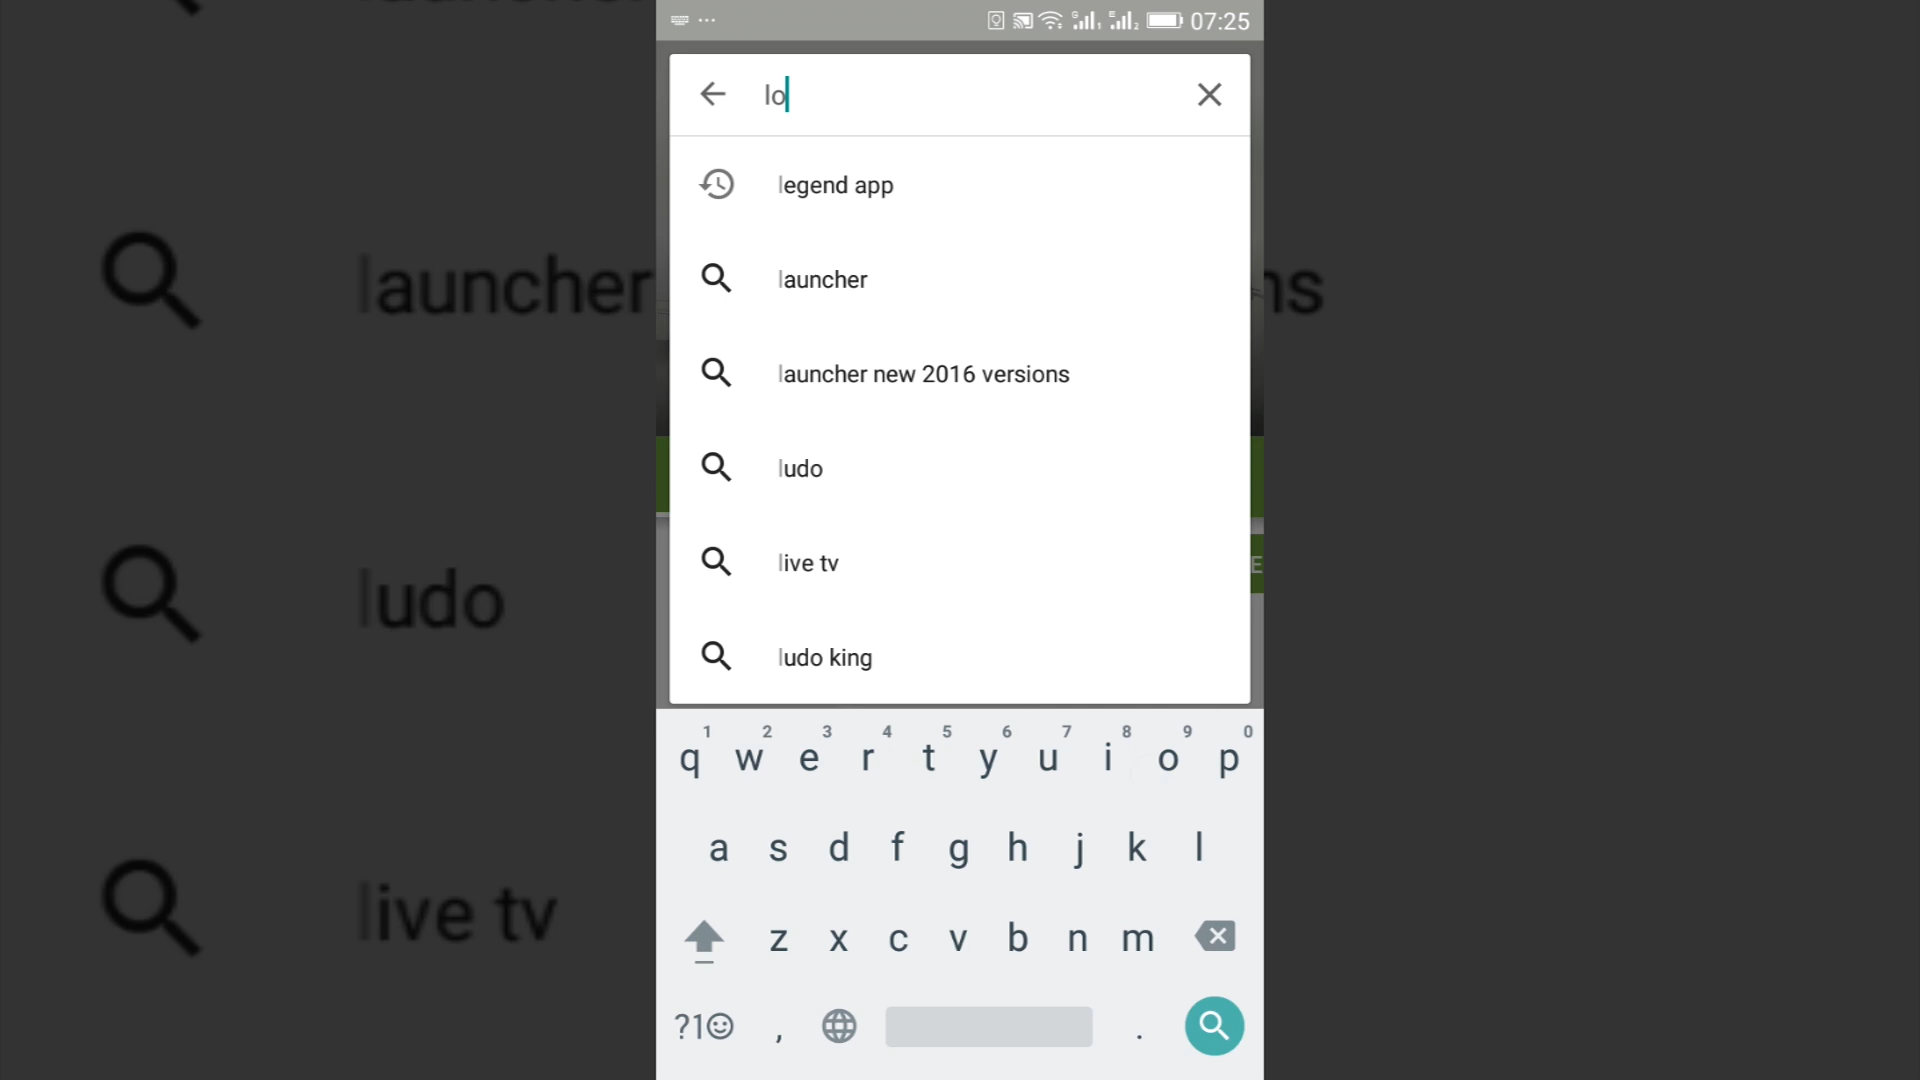 07:25
lo
legend app
launcher
launcher new 2016 versions
ludo
live tv
ludo king
1 2 3 4 5 6 7 8 9 0
q w e r t y u i o p
a s d f g h j k l
z x c v b n m
?1☺ , .
launcher
ns
ludo
live tv
E